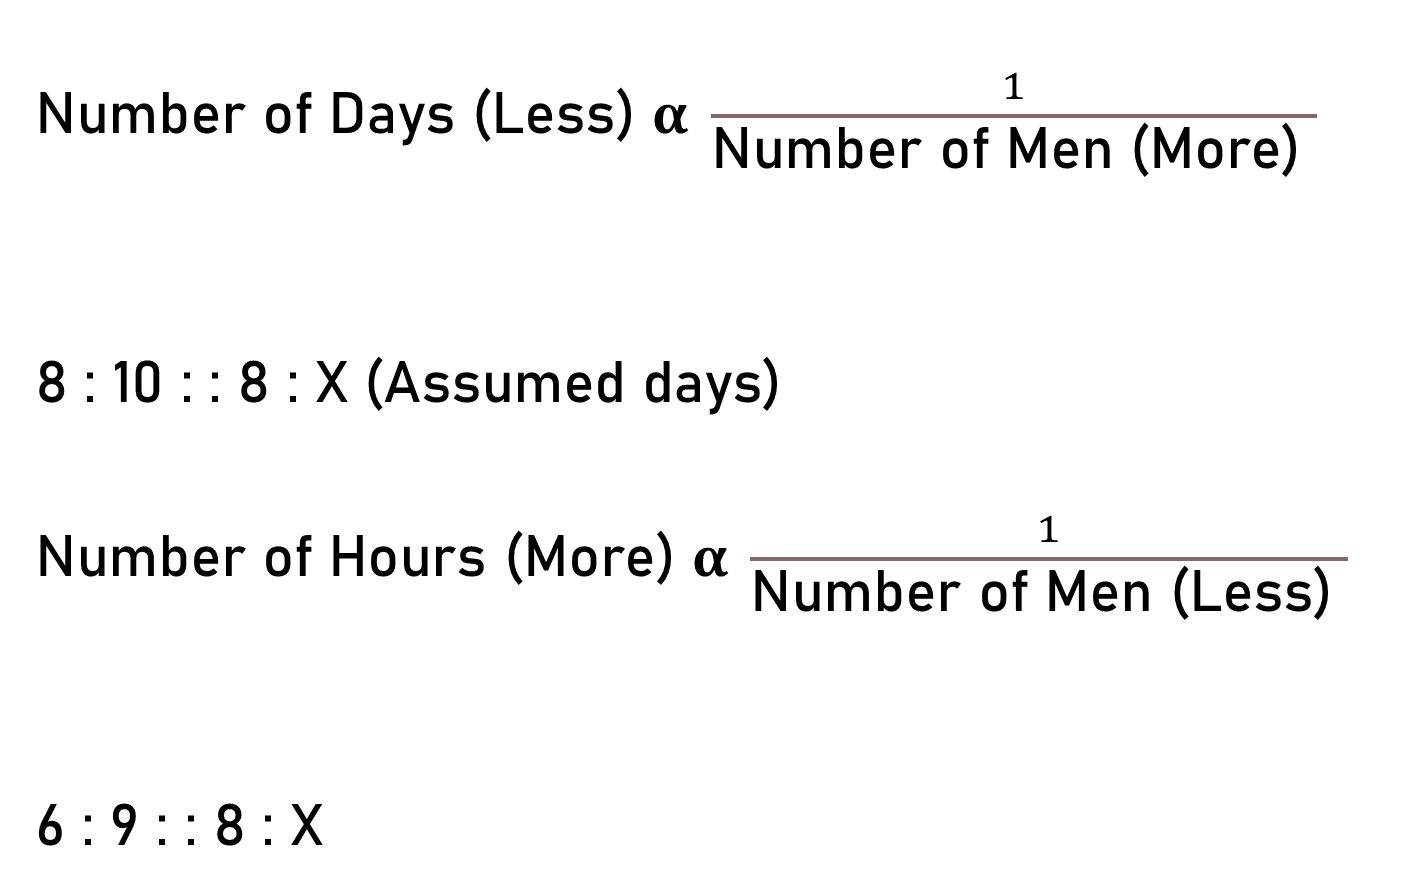 Number of Days (Less) α 1
Number of Men (More)
8 : 10 : : 8 : X (Assumed days)
Number of Hours (More) α 1
Number of Men (Less)
6 : 9 : : 8 : X